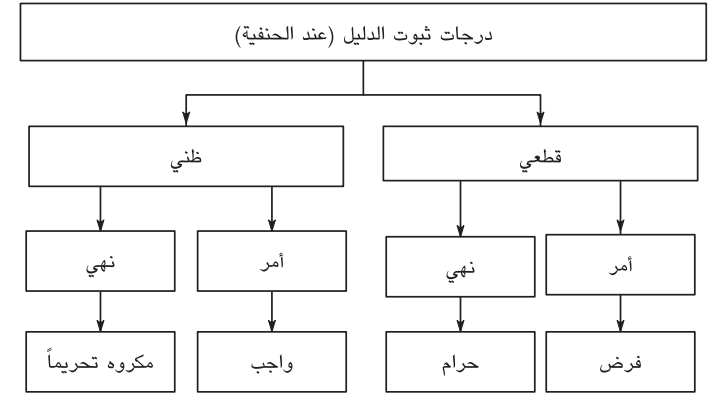 درجات ثبوت الدليل (عند الحنفية)
قطعي
ظني
أمر
نهي
أمر
نهي
فرض
حرام
واجب
مكروه تحريماً